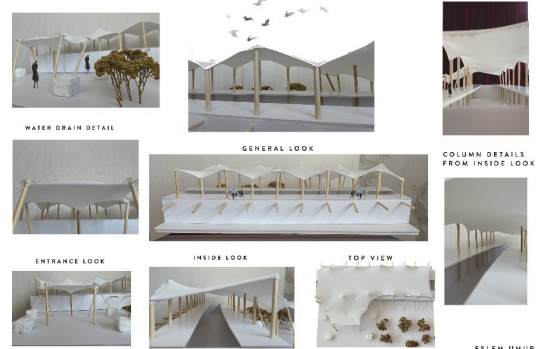 WATER DRAIN DETAIL
GENERAL LOOK
COLUMN DETAILS
FROM INSIDE LOOK
ENTRANCE LOOK
INSIDE LOOK
TOP VIEW